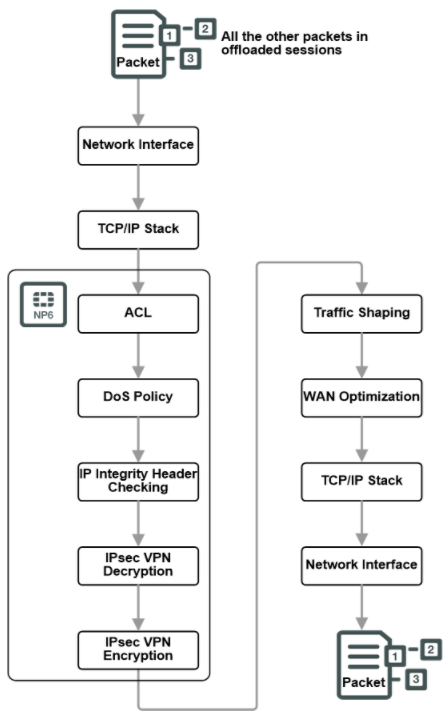 1
2
3
Packet
All the other packets in
offloaded sessions
Network Interface
TCP/IP Stack
NP6
ACL
DoS Policy
IP Integrity Header
Checking
IPsec VPN
Decryption
IPsec VPN
Encryption
Traffic Shaping
WAN Optimization
TCP/IP Stack
Network Interface
1
2
3
Packet